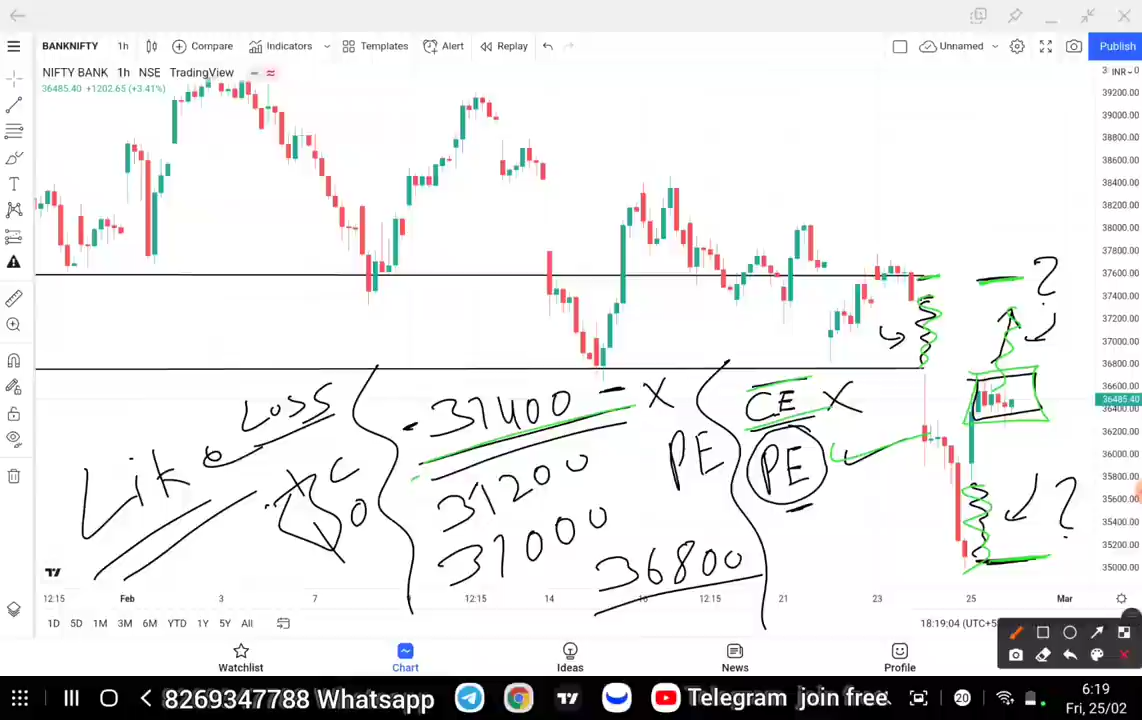 BANKNIFTY 1h Compare Indicators Templates Alert Replay Unnamed Publish
NIFTY BANK 1h NSE TradingView
36485.40 +1202.65 (+3.41%)
INR
39200.00
39000.00
38800.00
38600.00
38400.00
38200.00
38000.00
37800.00
37600.00
37400.00
37200.00
37000.00
36800.00
36600.00
36485.40
36400.00
36200.00
36000.00
35800.00
35600.00
35400.00
35200.00
35000.00
?
Loss
Like
37400 - X
CE X
37200
PE
PE
37000
36800
?
12:15 Feb 3 7 12:15 14 16 12:15 21 23 25 Mar
1D 5D 1M 3M 6M YTD 1Y 5Y All
18:19:04 (UTC+5
Watchlist Chart Ideas News Profile
8269347788 Whatsapp Telegram join free
20
6:19
Fri, 25/02